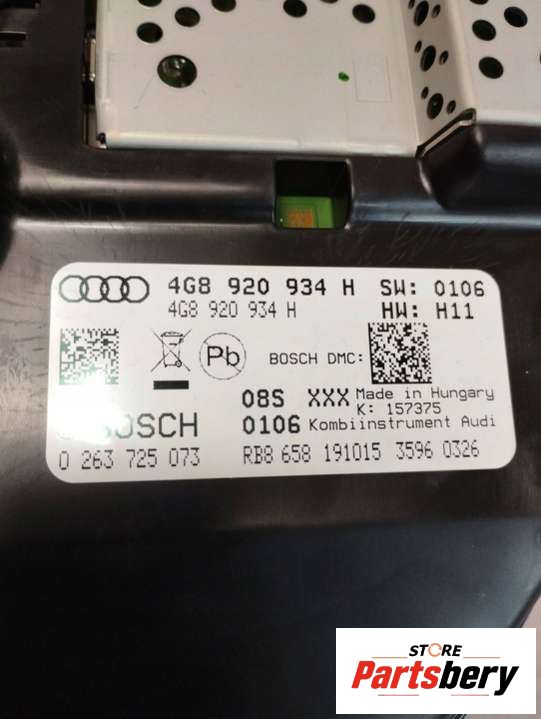 4G8 920 934 H SW: 0106
4G8 920 934 H HW: H11
Pb BOSCH DMC:
08S XXX Made in Hungary
K: 157375
BOSCH 0106 Kombiinstrument Audi
0 263 725 073 RB8 658 191015 3596 0326
STORE
Partsbery